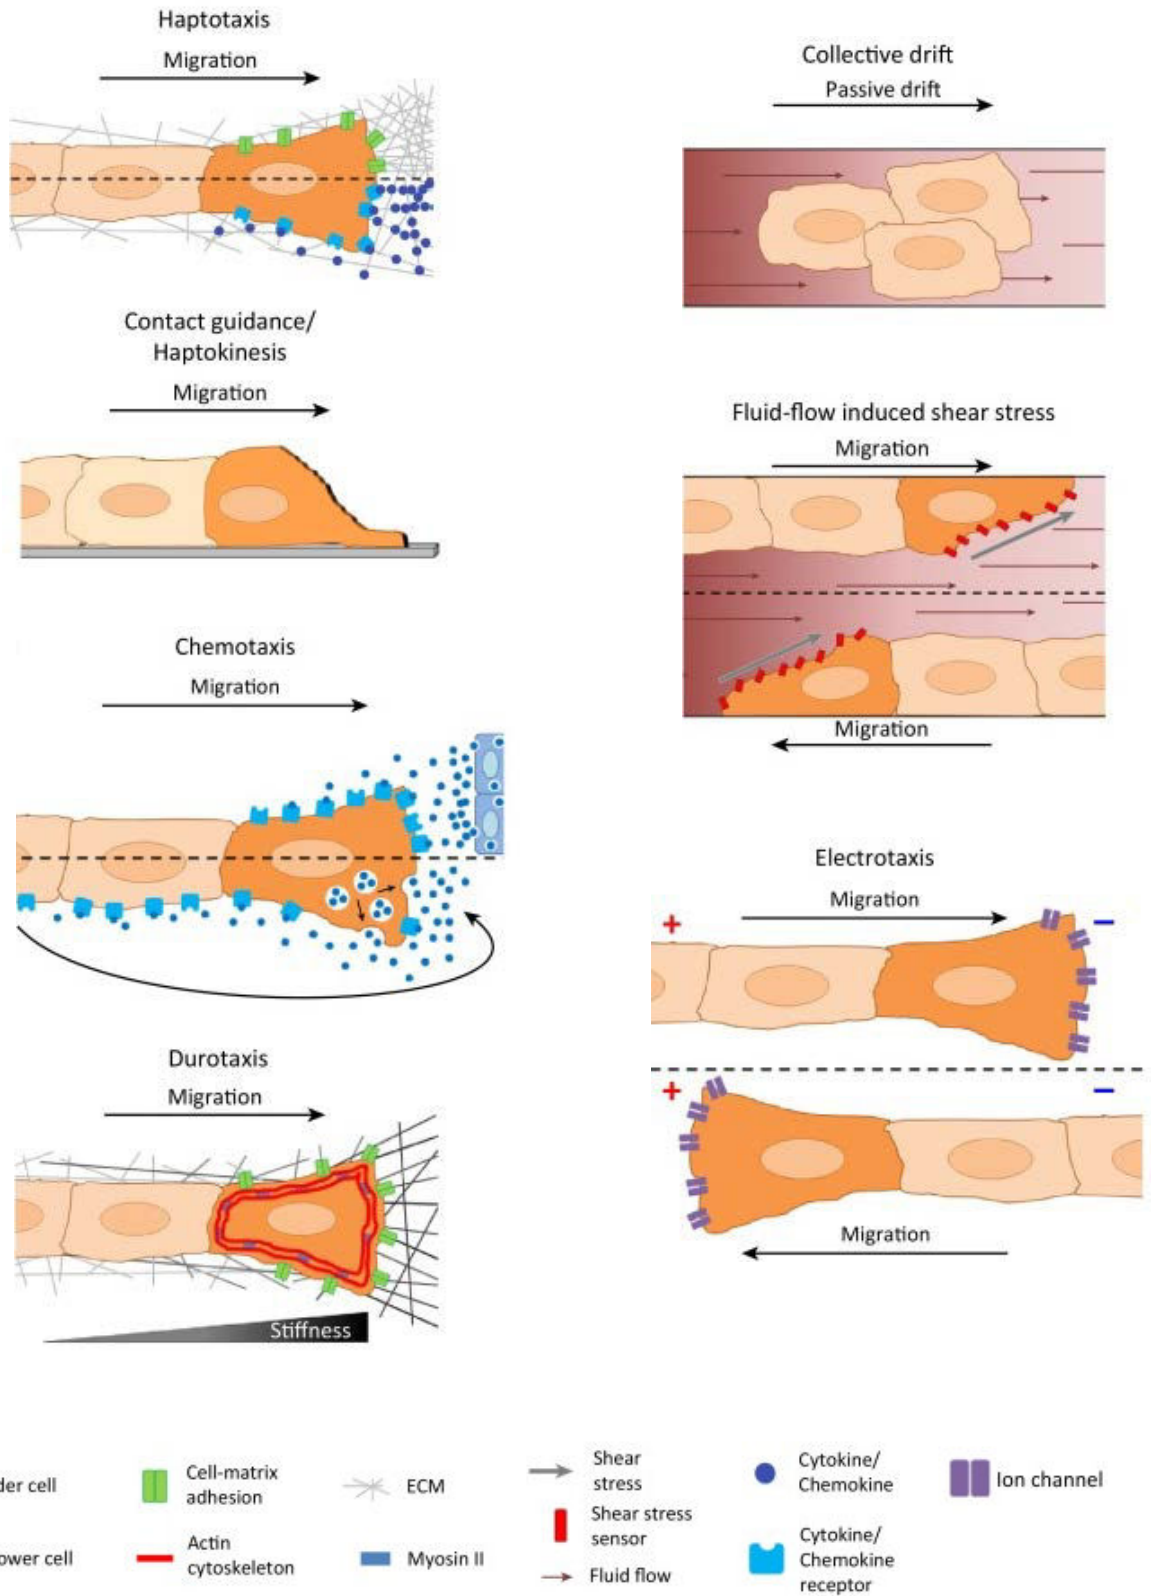 Haptotaxis
Migration
Contact guidance/
Haptokinesis
Migration
Chemotaxis
Migration
Durotaxis
Migration
Stiffness
Collective drift
Passive drift
Fluid-flow induced shear stress
Migration
Migration
Electrotaxis
Migration
+ −
+ −
Migration
der cell
ower cell
Cell-matrix
adhesion
Actin
cytoskeleton
ECM
Myosin II
Shear
stress
Shear stress
sensor
Fluid flow
Cytokine/
Chemokine
Cytokine/
Chemokine
receptor
Ion channel